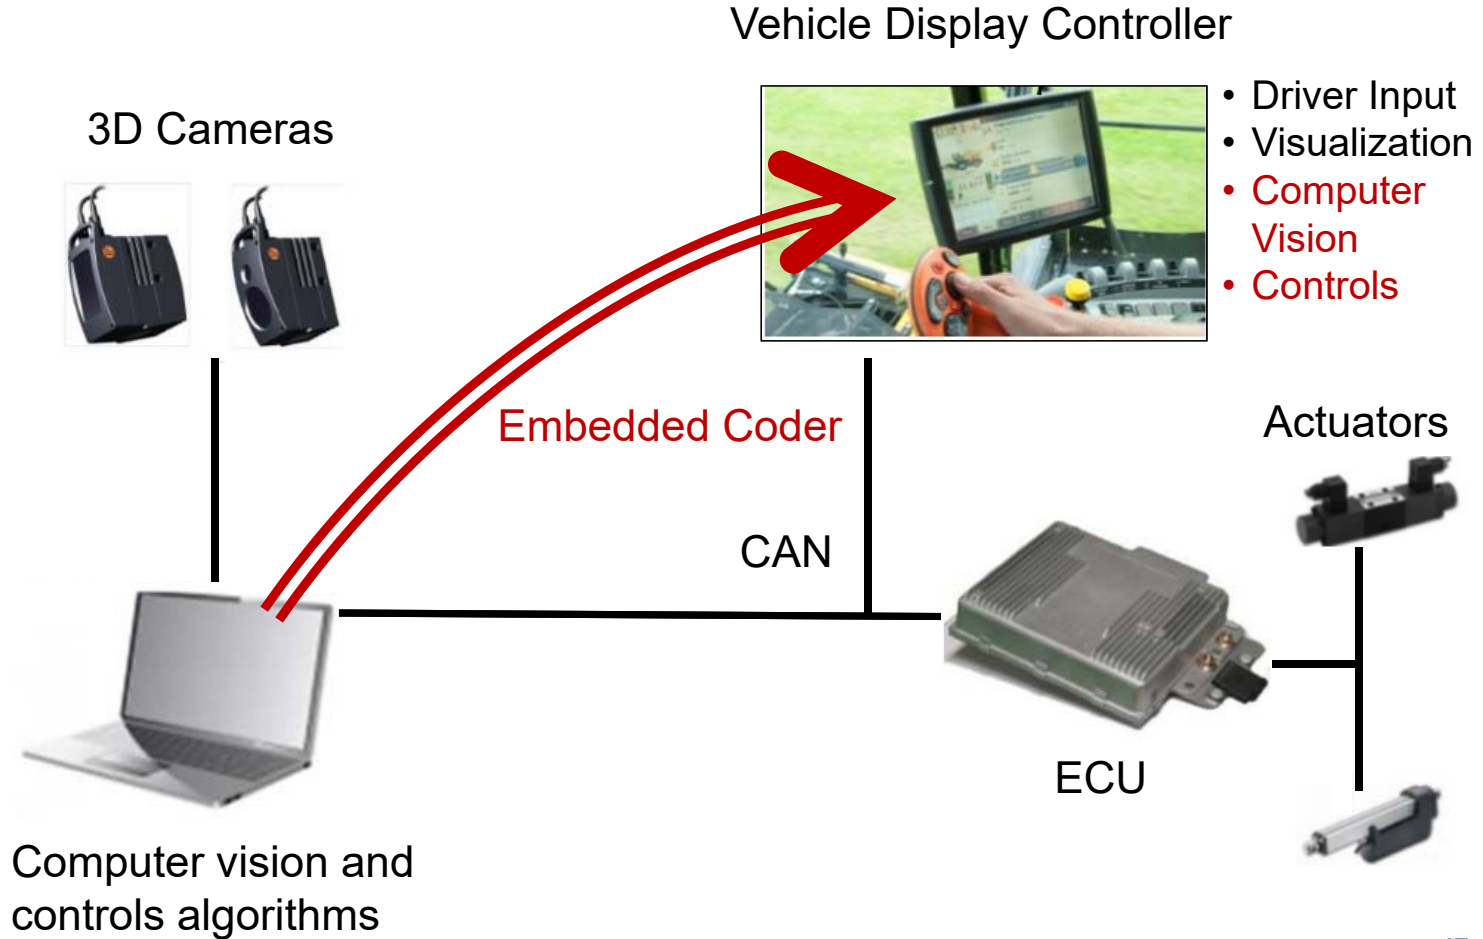 Vehicle Display Controller
3D Cameras
• Driver Input
• Visualization
• Computer
Vision
• Controls
Embedded Coder
Actuators
CAN
ECU
Computer vision and
controls algorithms